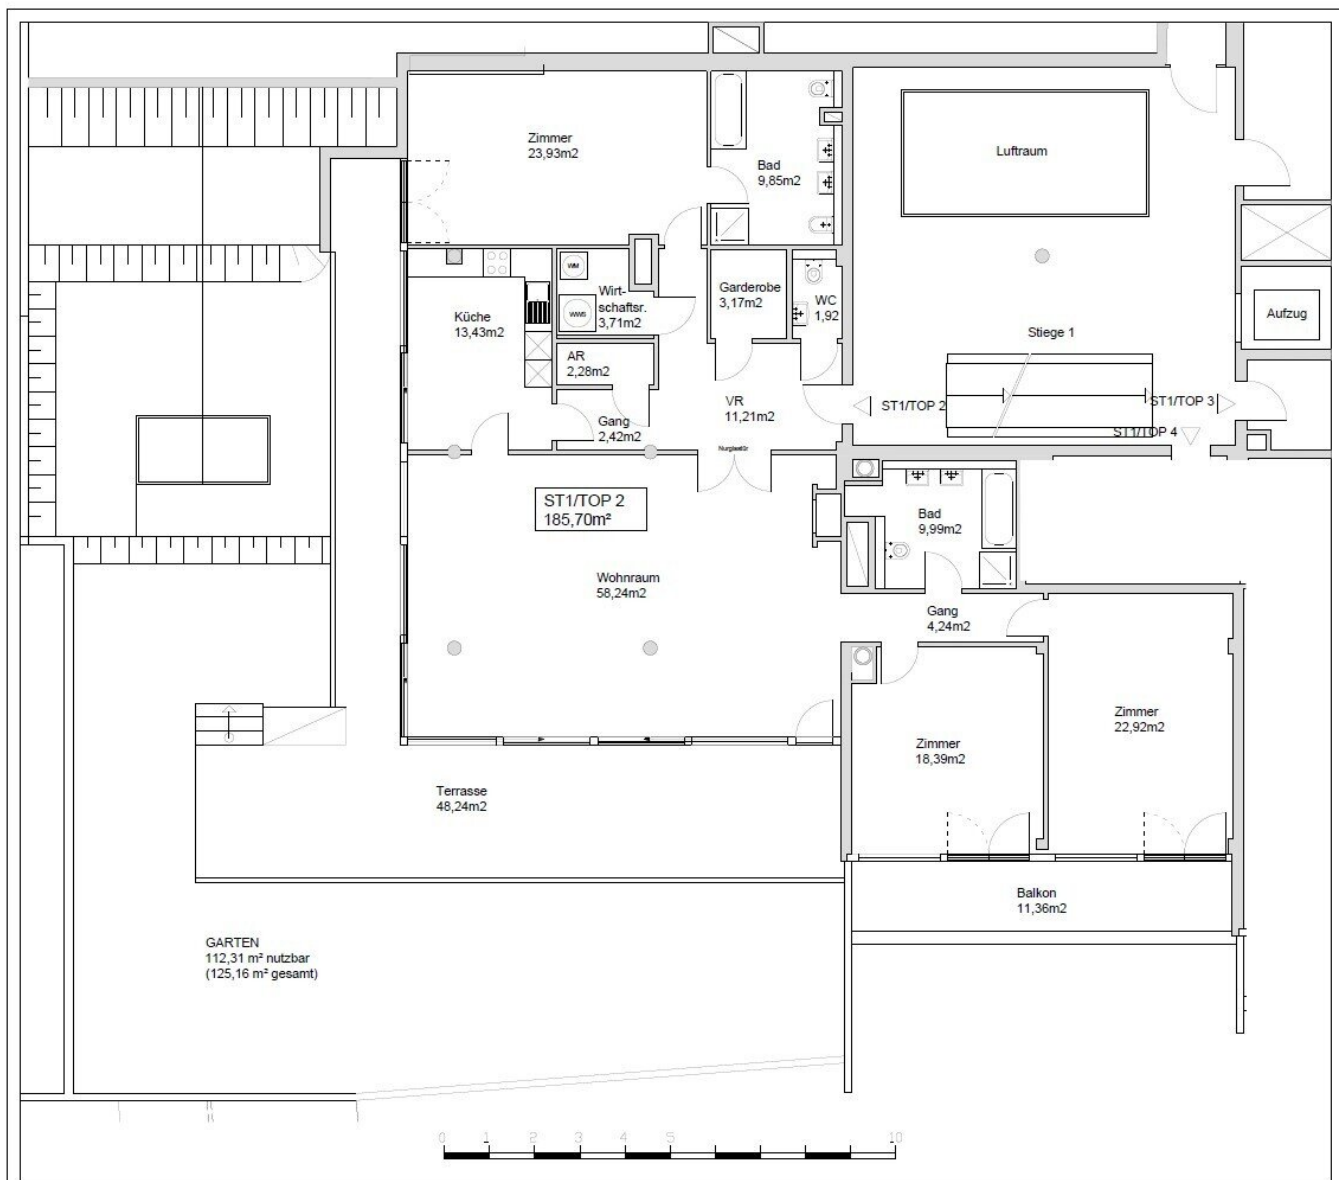 Zimmer
23,93m2
Bad
9,85m2
Luftraum
WM
Wirt-
schaftsr.
3,71m2
WWS
Garderobe
3,17m2
WC
1,92
Küche
13,43m2
Aufzug
Stiege 1
AR
2,28m2
VR
11,21m2
ST1/TOP 2
ST1/TOP 3
ST1/TOP 4
Gang
2,42m2
Nurglastür
ST1/TOP 2
185,70m²
Bad
9,99m2
Wohnraum
58,24m2
Gang
4,24m2
Zimmer
22,92m2
Zimmer
18,39m2
Terrasse
48,24m2
Balkon
11,36m2
GARTEN
112,31 m² nutzbar
(125,16 m² gesamt)
0 1 2 3 4 5 10